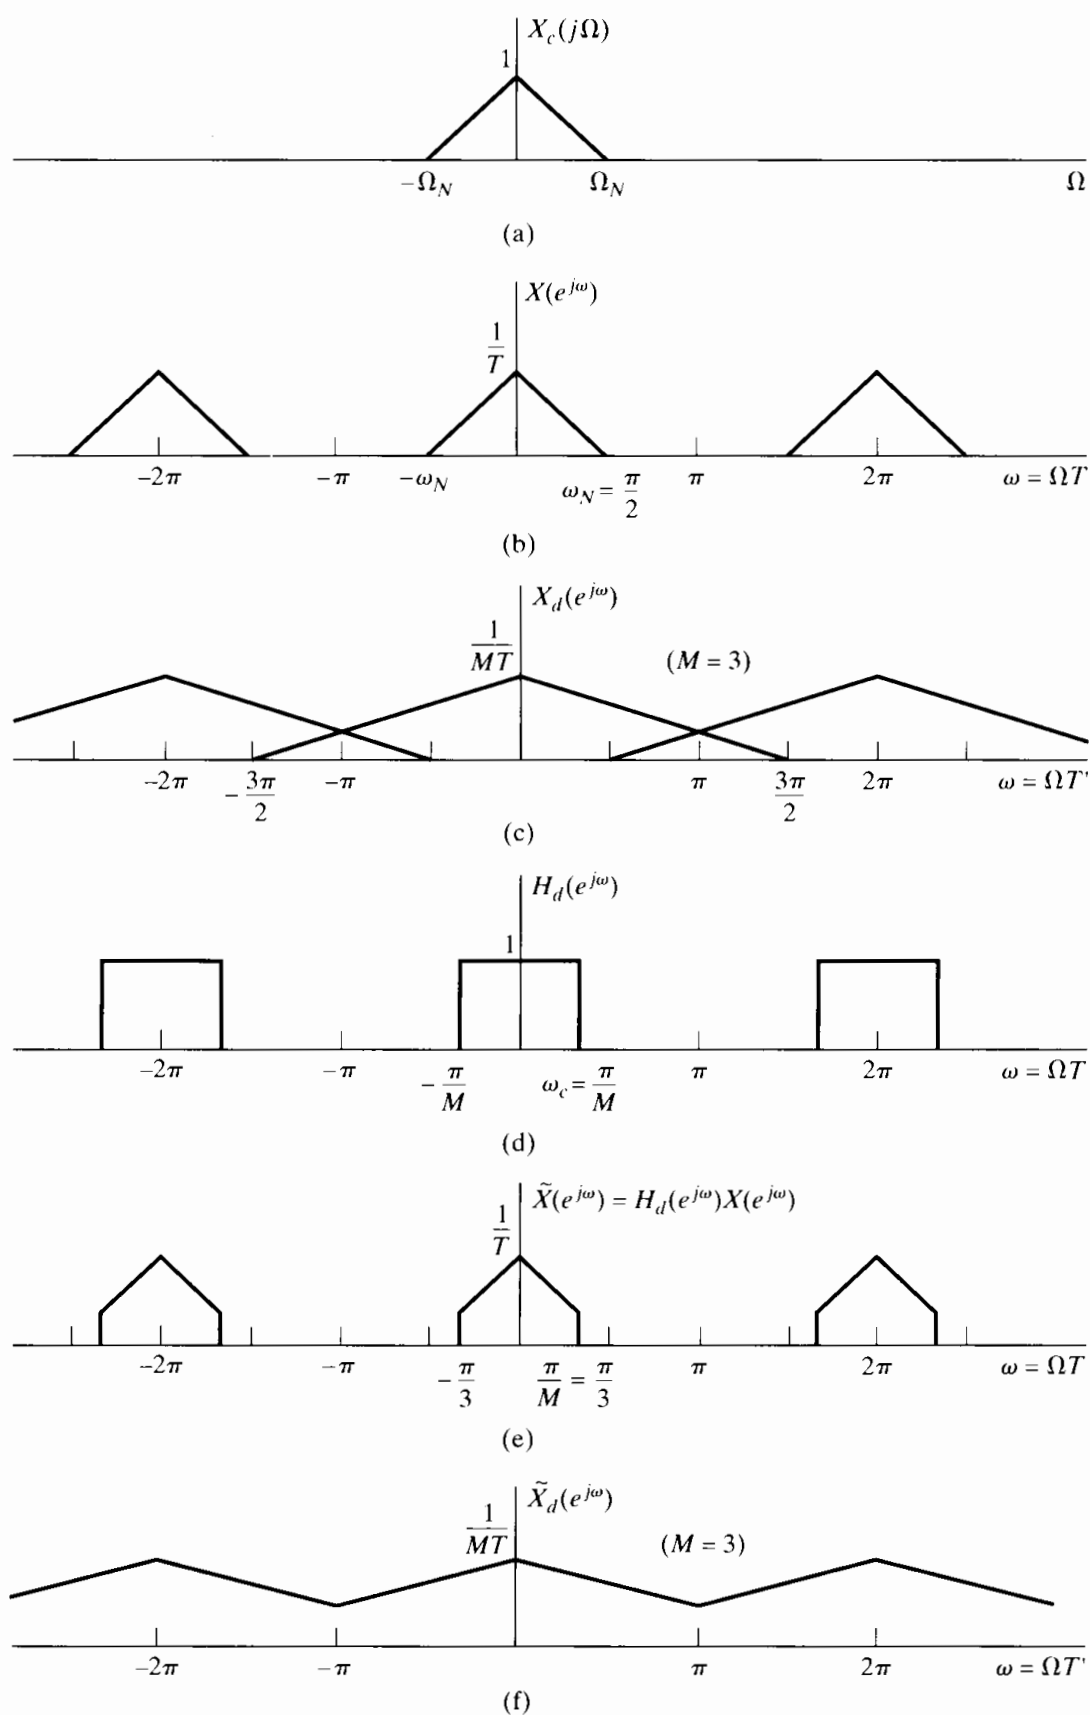 X_c(jΩ)
1
−Ω_N Ω_N Ω
(a)
X(e^{jω})
1/T
−2π −π −ω_N ω_N = π/2 π 2π ω = ΩT
(b)
X_d(e^{jω})
1/MT (M = 3)
−2π −3π/2 −π π 3π/2 2π ω = ΩT'
(c)
H_d(e^{jω})
1
−2π −π −π/M ω_c = π/M π 2π ω = ΩT
(d)
X̃(e^{jω}) = H_d(e^{jω})X(e^{jω})
1/T
−2π −π −π/3 π/M = π/3 π 2π ω = ΩT
(e)
X̃_d(e^{jω})
1/MT (M = 3)
−2π −π π 2π ω = ΩT'
(f)